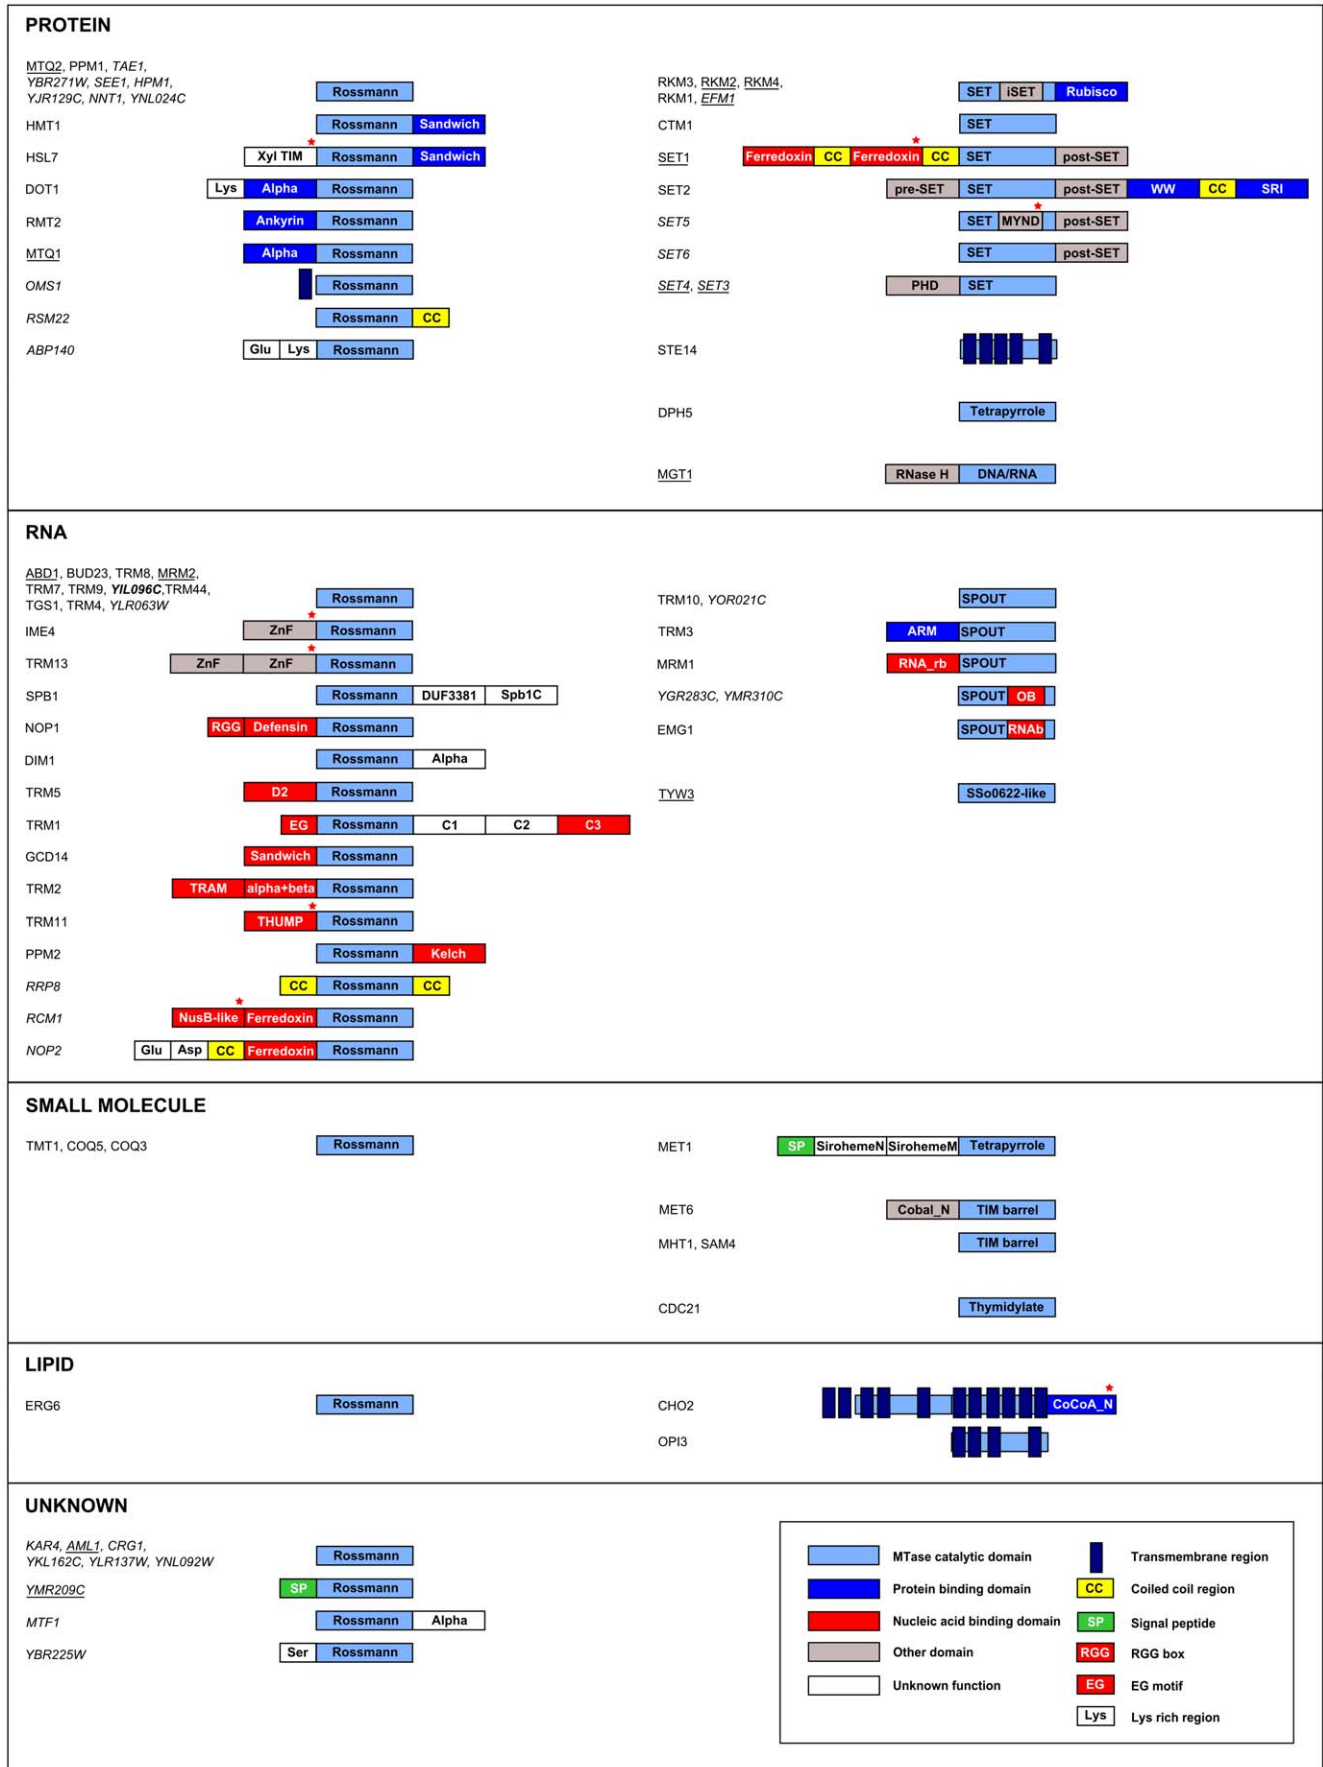 PROTEIN
MTQ2, PPM1, TAE1,
YBR271W, SEE1, HPM1,
YJR129C, NNT1, YNL024C
Rossmann
HMT1
Rossmann Sandwich
HSL7
Xyl TIM Rossmann Sandwich
DOT1
Lys Alpha Rossmann
RMT2
Ankyrin Rossmann
MTQ1
Alpha Rossmann
OMS1
Rossmann
RSM22
Rossmann CC
ABP140
Glu Lys Rossmann
RKM3, RKM2, RKM4,
RKM1, EFM1
SET iSET Rubisco
CTM1
SET
SET1
Ferredoxin CC Ferredoxin CC SET post-SET
SET2
pre-SET SET post-SET WW CC SRI
SET5
SET MYND post-SET
SET6
SET post-SET
SET4, SET3
PHD SET
STE14
DPH5
Tetrapyrrole
MGT1
RNase H DNA/RNA
RNA
ABD1, BUD23, TRM8, MRM2,
TRM7, TRM9, YIL096C,TRM44,
TGS1, TRM4, YLR063W
Rossmann
IME4
ZnF Rossmann
TRM13
ZnF ZnF Rossmann
SPB1
Rossmann DUF3381 Spb1C
NOP1
RGG Defensin Rossmann
DIM1
Rossmann Alpha
TRM5
D2 Rossmann
TRM1
EG Rossmann C1 C2 C3
GCD14
Sandwich Rossmann
TRM2
TRAM alpha+beta Rossmann
TRM11
THUMP Rossmann
PPM2
Rossmann Kelch
RRP8
CC Rossmann CC
RCM1
NusB-like Ferredoxin Rossmann
NOP2
Glu Asp CC Ferredoxin Rossmann
TRM10, YOR021C
SPOUT
TRM3
ARM SPOUT
MRM1
RNA_rb SPOUT
YGR283C, YMR310C
SPOUT OB
EMG1
SPOUT RNAb
TYW3
SSo0622-like
SMALL MOLECULE
TMT1, COQ5, COQ3
Rossmann
MET1
SP SirohemeN SirohemeM Tetrapyrrole
MET6
Cobal_N TIM barrel
MHT1, SAM4
TIM barrel
CDC21
Thymidylate
LIPID
ERG6
Rossmann
CHO2
CoCoA_N
OPI3
UNKNOWN
KAR4, AML1, CRG1,
YKL162C, YLR137W, YNL092W
Rossmann
YMR209C
SP Rossmann
MTF1
Rossmann Alpha
YBR225W
Ser Rossmann
MTase catalytic domain
Protein binding domain
Nucleic acid binding domain
Other domain
Unknown function
Transmembrane region
CC Coiled coil region
SP Signal peptide
RGG RGG box
EG EG motif
Lys Lys rich region